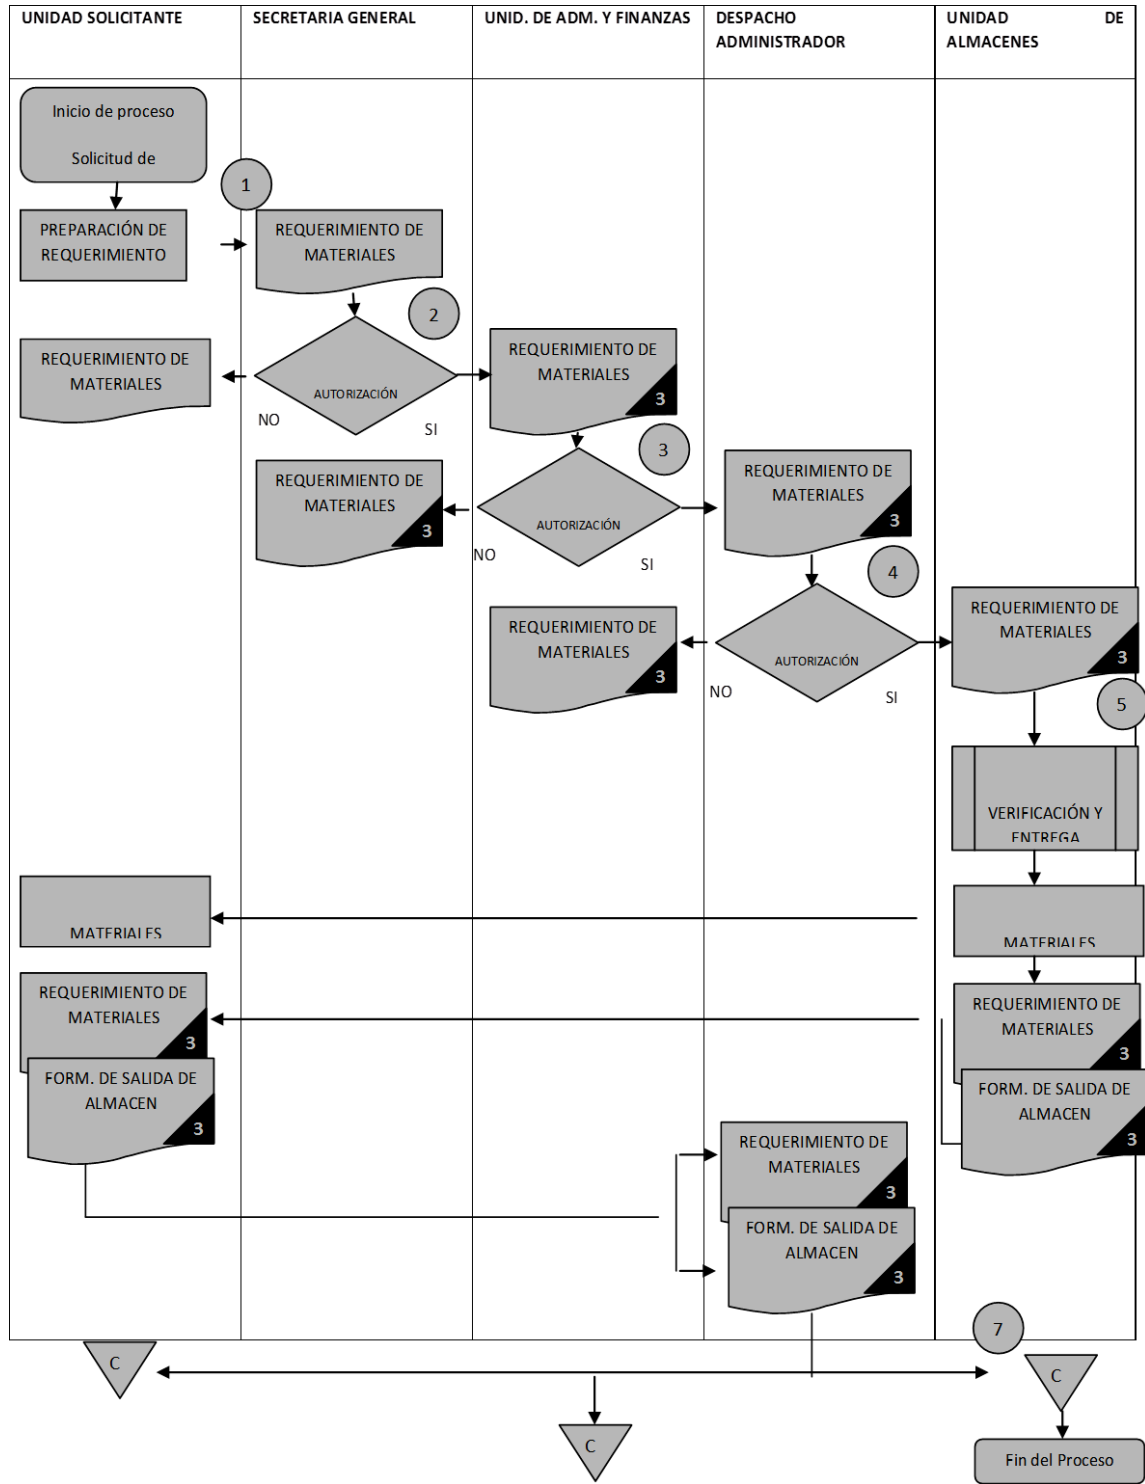 UNIDAD SOLICITANTE
SECRETARIA GENERAL
UNID. DE ADM. Y FINANZAS
DESPACHO
ADMINISTRADOR
UNIDAD DE
ALMACENES
Inicio de proceso
Solicitud de
1
PREPARACIÓN DE
REQUERIMIENTO
REQUERIMIENTO DE
MATERIALES
2
REQUERIMIENTO DE
MATERIALES
AUTORIZACIÓN
NO
SI
REQUERIMIENTO DE
MATERIALES
3
3
REQUERIMIENTO DE
MATERIALES
3
AUTORIZACIÓN
NO
SI
REQUERIMIENTO DE
MATERIALES
3
4
REQUERIMIENTO DE
MATERIALES
3
AUTORIZACIÓN
NO
SI
REQUERIMIENTO DE
MATERIALES
3
5
VERIFICACIÓN Y
ENTREGA
MATERIALES
MATERIALES
REQUERIMIENTO DE
MATERIALES
3
FORM. DE SALIDA DE
ALMACEN
3
REQUERIMIENTO DE
MATERIALES
3
FORM. DE SALIDA DE
ALMACEN
3
REQUERIMIENTO DE
MATERIALES
3
FORM. DE SALIDA DE
ALMACEN
3
7
C
C
C
Fin del Proceso